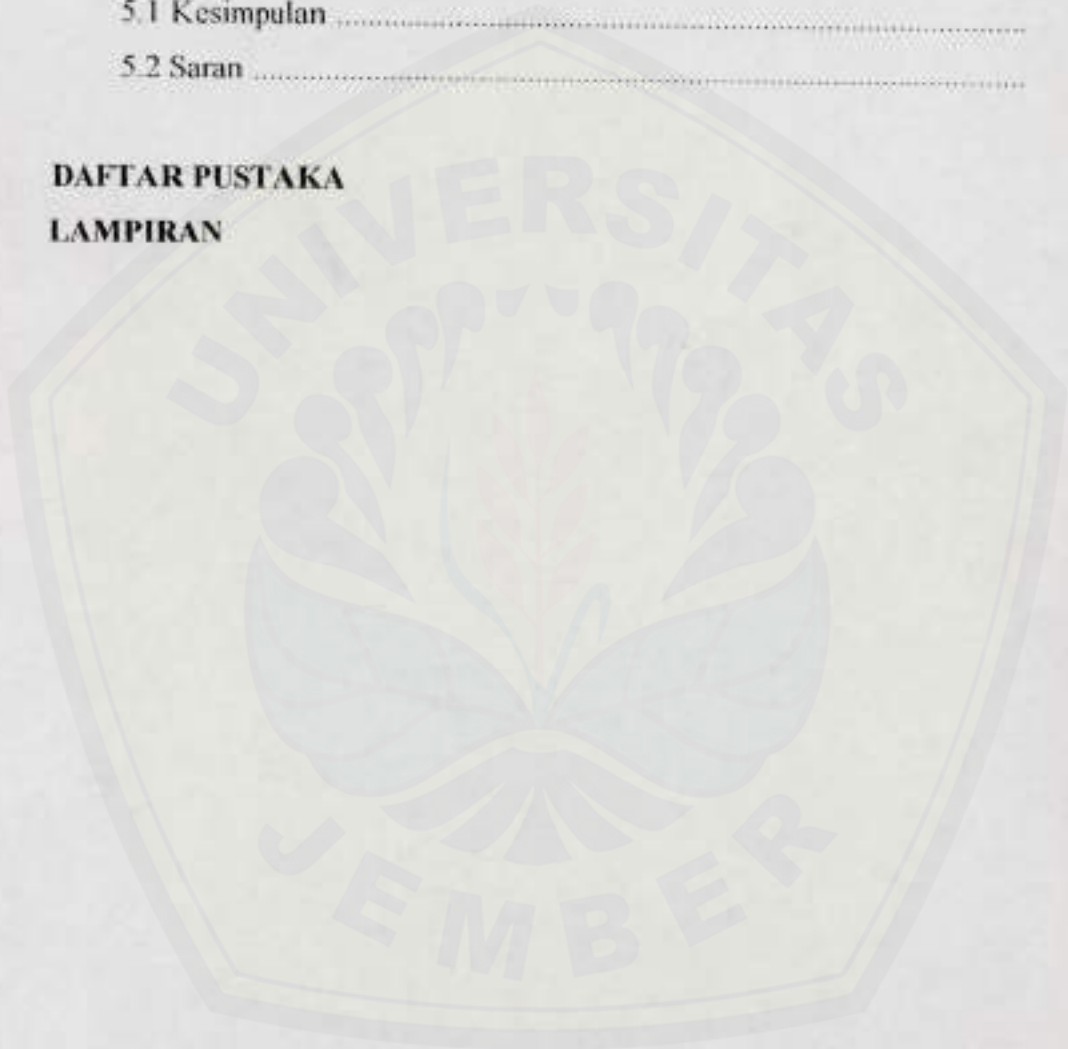 5.1 Kesimpulan ........................................................
5.2 Saran ........................................................
DAFTAR PUSTAKA
LAMPIRAN
UNIVERSITAS
JEMBER